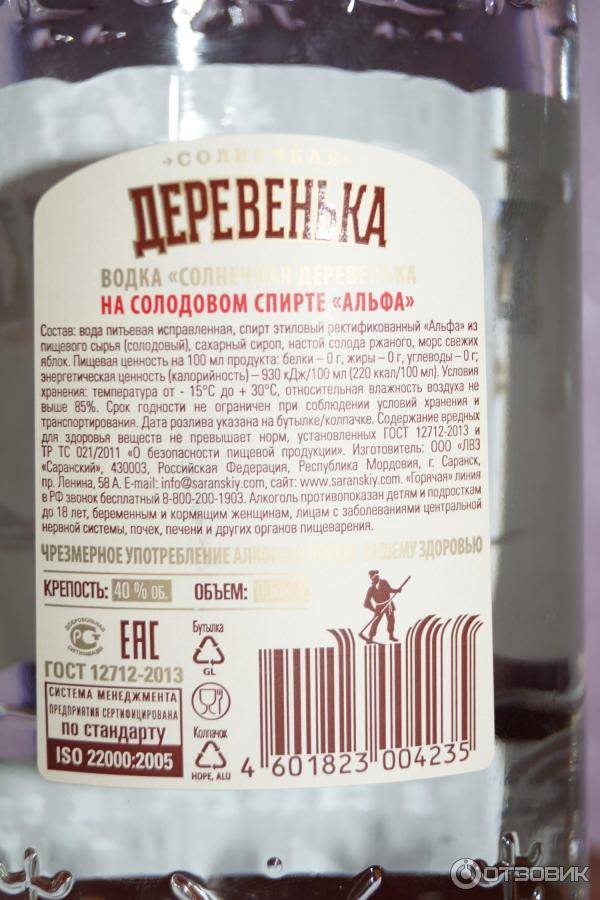 СОЛНЕЧНАЯ
ДЕРЕВЕНЬКА
ВОДКА «СОЛНЕЧНАЯ ДЕРЕВЕНЬКА
НА СОЛОДОВОМ СПИРТЕ «АЛЬФА»
Состав: вода питьевая исправленная, спирт этиловый ректификованный «Альфа» из
пищевого сырья (солодовый), сахарный сироп, настой солода ржаного, морс свежих
яблок. Пищевая ценность на 100 мл продукта: белки – 0 г, жиры – 0 г, углеводы – 0 г;
энергетическая ценность (калорийность) – 930 кДж/100 мл (220 ккал/100 мл). Условия
хранения: температура от - 15°С до + 30°С, относительная влажность воздуха не
выше 85%. Срок годности не ограничен при соблюдении условий хранения и
транспортирования. Дата розлива указана на бутылке/колпачке. Содержание вредных
для здоровья веществ не превышает норм, установленных ГОСТ 12712-2013 и
ТР ТС 021/2011 «О безопасности пищевой продукции». Изготовитель: ООО «ЛВЗ
«Саранский», 430003, Российская Федерация, Республика Мордовия, г. Саранск,
пр. Ленина, 58 А. E-mail: info@saranskiy.com, сайт: www.saranskiy.com. «Горячая» линия
в РФ звонок бесплатный 8-800-200-1903. Алкоголь противопоказан детям и подросткам
до 18 лет, беременным и кормящим женщинам, лицам с заболеваниями центральной
нервной системы, почек, печени и других органов пищеварения.
ЧРЕЗМЕРНОЕ УПОТРЕБЛЕНИЕ ВАШЕМУ ЗДОРОВЬЮ
КРЕПОСТЬ: 40 % ОБ. ОБЪЕМ:
ДОБРОВОЛЬНАЯ
СЕРТИФИКАЦИЯ
ЕАС
Бутылка
GL
ГОСТ 12712-2013
СИСТЕМА МЕНЕДЖМЕНТА
ПРЕДПРИЯТИЯ СЕРТИФИЦИРОВАНА
по стандарту
ISO 22000:2005
Колпачок
HDPE, ALU
4 601823 004235
ОТЗОВИК